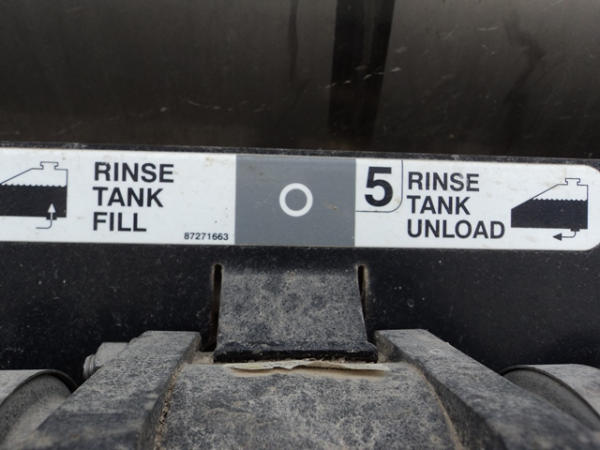 RINSE
TANK
FILL
87271663
5
RINSE
TANK
UNLOAD